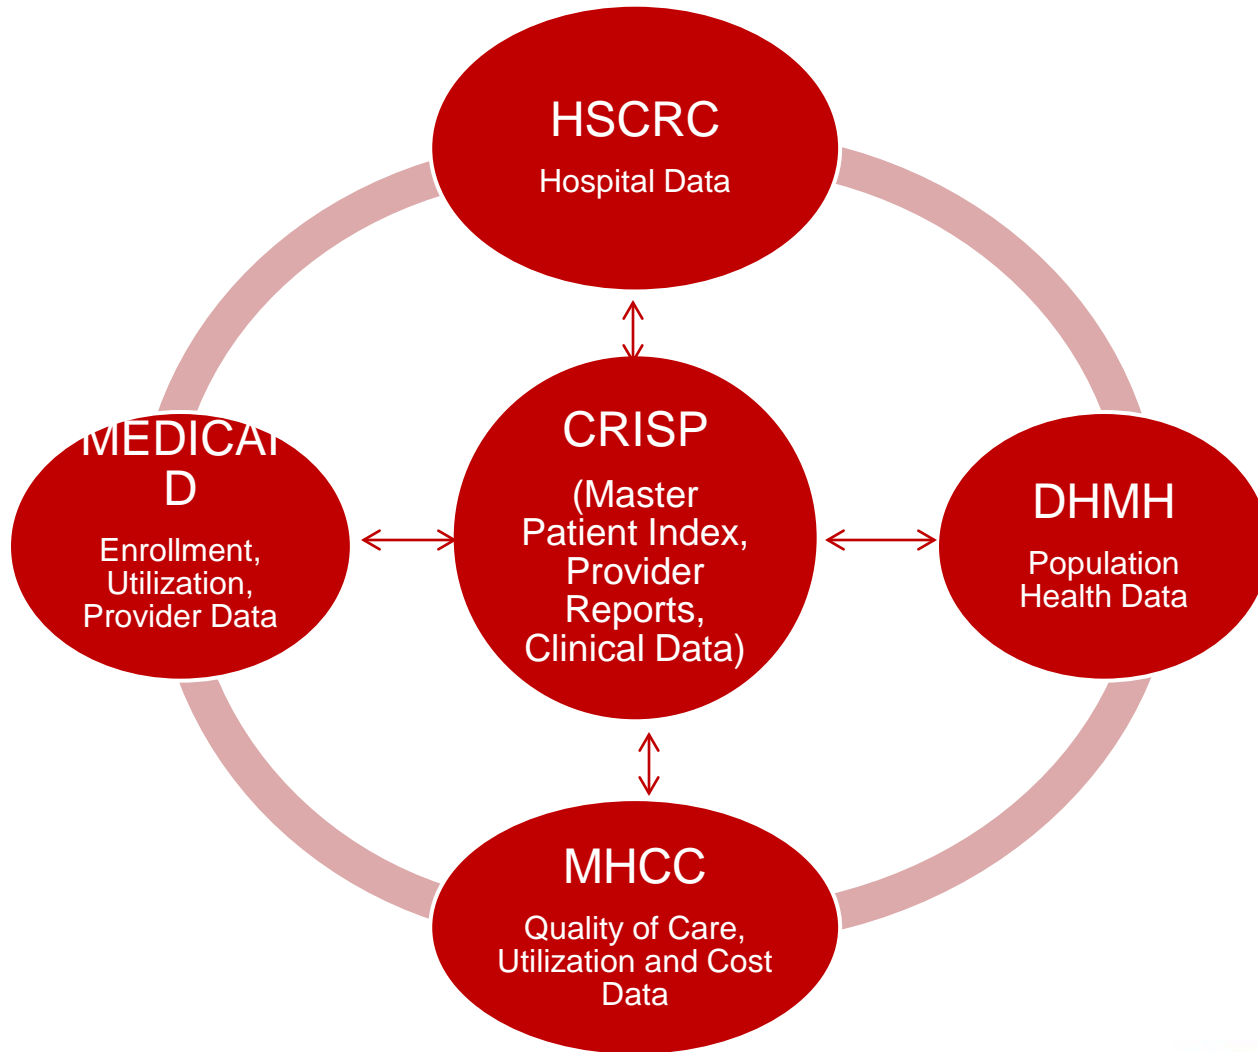 HSCRC
Hospital Data
MEDICAI
D
Enrollment,
Utilization,
Provider Data
CRISP
(Master
Patient Index,
Provider
Reports,
Clinical Data)
DHMH
Population
Health Data
MHCC
Quality of Care,
Utilization and Cost
Data